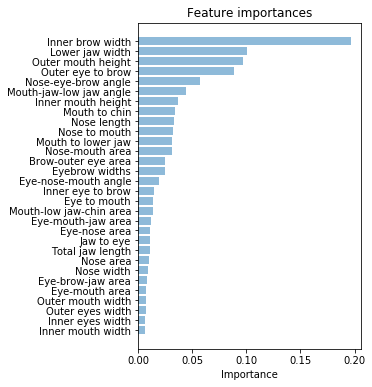 Feature importances
Inner brow width
Lower jaw width
Outer mouth height
Outer eye to brow
Nose-eye-brow angle
Mouth-jaw-low jaw angle
Inner mouth height
Mouth to chin
Nose length
Nose to mouth
Mouth to lower jaw
Nose-mouth area
Brow-outer eye area
Eyebrow widths
Eye-nose-mouth angle
Inner eye to brow
Eye to mouth
Mouth-low jaw-chin area
Eye-mouth-jaw area
Eye-nose area
Jaw to eye
Total jaw length
Nose area
Nose width
Eye-brow-jaw area
Eye-mouth area
Outer mouth width
Outer eyes width
Inner eyes width
Inner mouth width
0.00 0.05 0.10 0.15 0.20
Importance